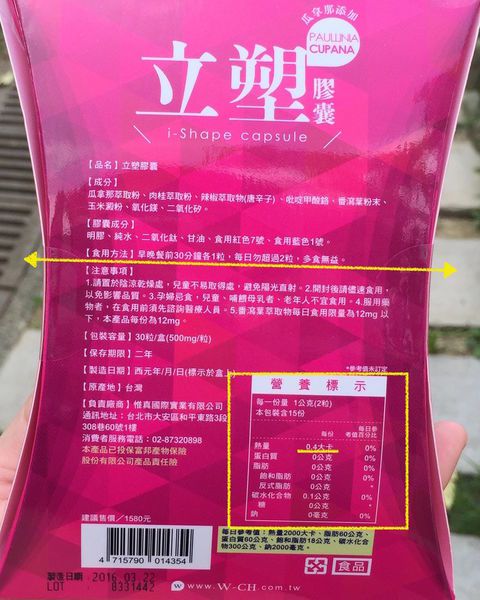 瓜拿那添加
PAULLINIA
CUPANA
立塑膠囊
i-Shape capsule
【品名】立塑膠囊
【成分】
瓜拿那萃取粉、肉桂萃取粉、辣椒萃取物(唐辛子)、吡啶甲酸鉻、番瀉葉粉末、
玉米澱粉、氧化鎂、二氧化矽。
【膠囊成分】
明膠、純水、二氧化鈦、甘油、食用紅色7號、食用藍色1號。
【食用方法】早晚餐前30分鐘各1粒，每日勿超過2粒，多食無益。
【注意事項】
1.請置於陰涼乾燥處，兒童不易取得處，避免陽光直射。2.開封後請儘速食用，
以免影響品質。3.孕婦忌食，兒童、哺餵母乳者、老年人不宜食用。4.服用藥
物者，在食用前須先諮詢醫療人員。5.番瀉葉萃取物每日食用限量為12mg 以
下，本產品每份為12mg。
【包裝容量】30粒/盒(500mg/粒)
【保存期限】二年
【製造日期】西元年/月/日(標示於盒上)
【原產地】台灣
【負責廠商】惟真國際實業有限公司
通訊地址：台北市大安區和平東路3段
308巷60號1樓
消費者服務電話：02-87320898
本產品已投保富邦產物保險
股份有限公司產品責任險
*參考值未訂定
營養標示
每一份量 1公克(2粒)
本包裝含15份
每份 每日參考值百分比
熱量 0.4大卡 0%
蛋白質 0公克 0%
脂肪 0公克 0%
飽和脂肪 0公克 0%
反式脂肪 0公克 *
碳水化合物 0.1公克 0%
糖 0公克 *
鈉 0毫克 0%
每日參考值：熱量2000大卡、蛋白質60公克、脂肪60公克、飽和脂肪18公克、碳水化合物300公克、鈉2000毫克。
建議售價/1580元
4 715790 014354
製造日期 2016 03 22
LOT 8331442
W www.W-CH.com.tw
食品